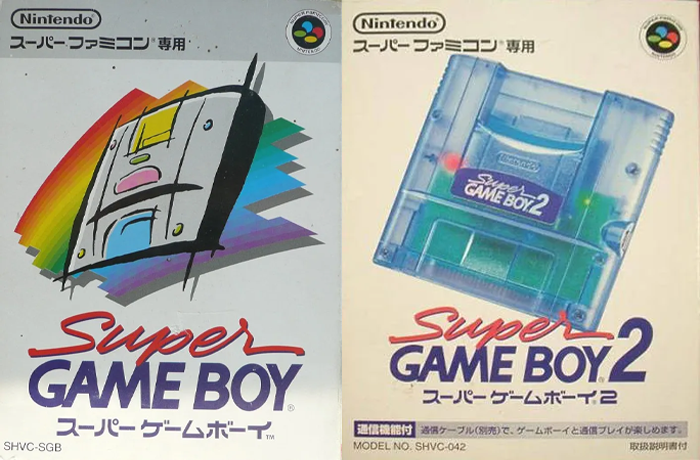 Nintendo®
スーパーファミコン®専用
Super
GAME BOY®
スーパーゲームボーイ™
SHVC-SGB
Nintendo®
スーパーファミコン®専用
Nintendo
Super
GAME BOY 2
Super
GAME BOY®2
スーパーゲームボーイ®2
通信機能付 通信ケーブル(別売)で、ゲームボーイと通信プレイが楽しめます。
MODEL NO. SHVC-042 取扱説明書付